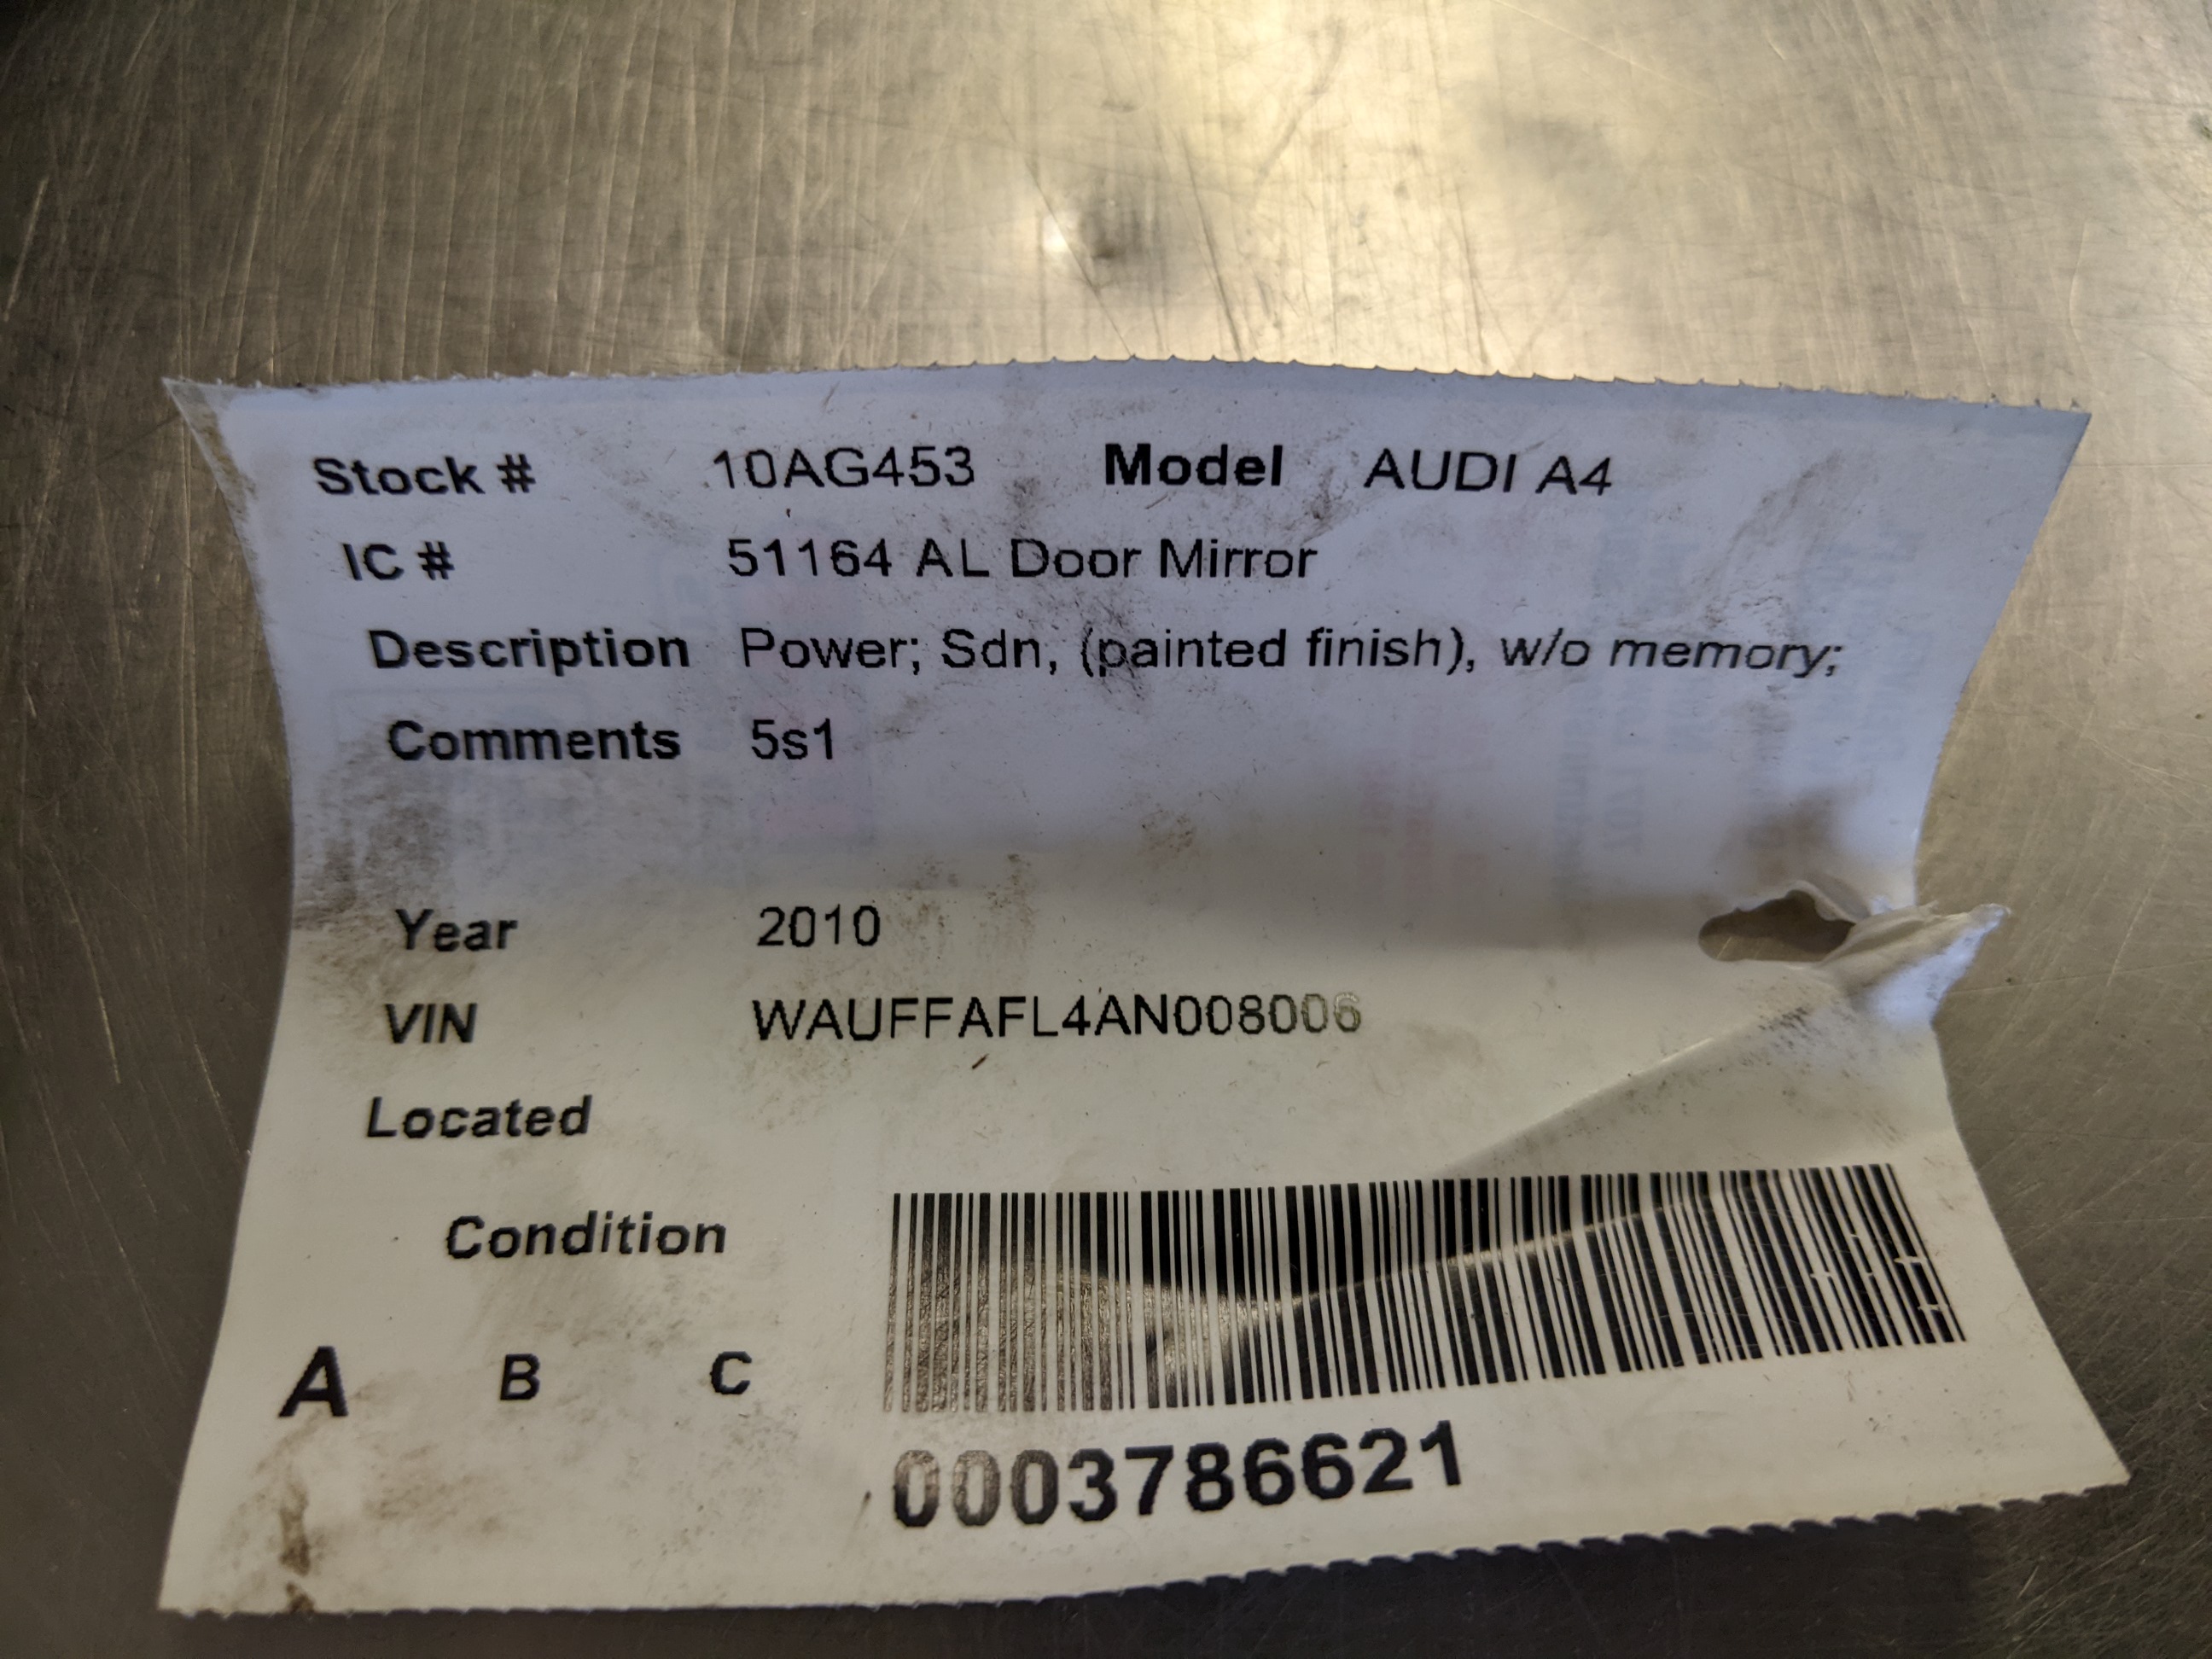 Stock # 10AG453 Model AUDI A4
IC # 51164 AL Door Mirror
Description Power; Sdn, (painted finish), w/o memory;
Comments 5s1
Year 2010
VIN WAUFFAFL4AN008006
Located
Condition
A B C
0003786621